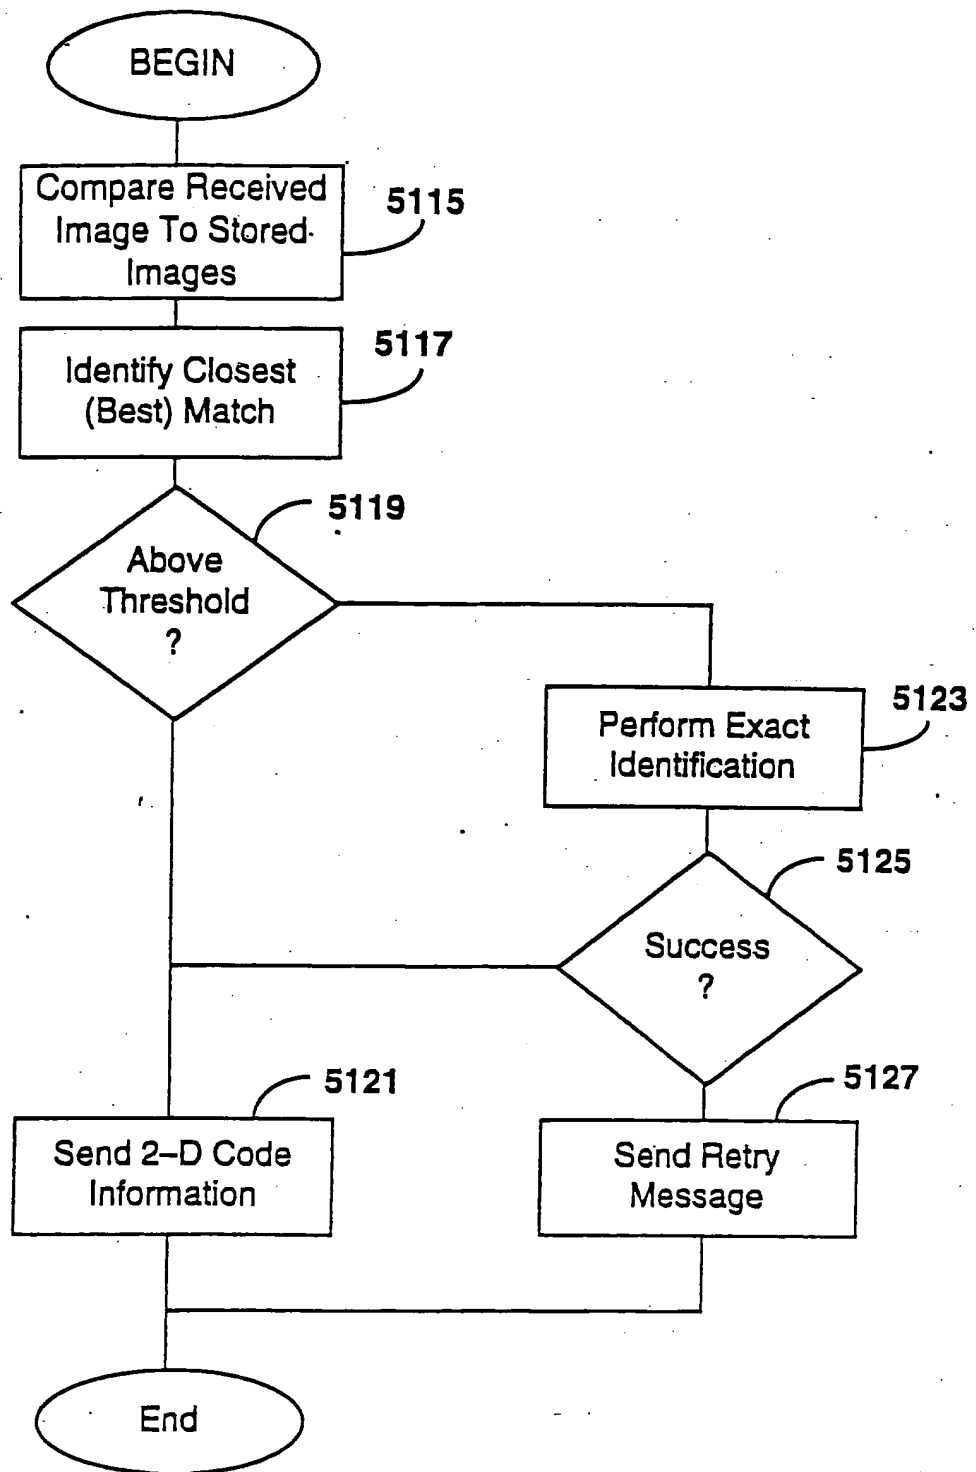 BEGIN
Compare Received
Image To Stored
Images
5115
Identify Closest
(Best) Match
5117
Above
Threshold
?
5119
Perform Exact
Identification
5123
Success
?
5125
Send 2-D Code
Information
5121
Send Retry
Message
5127
End